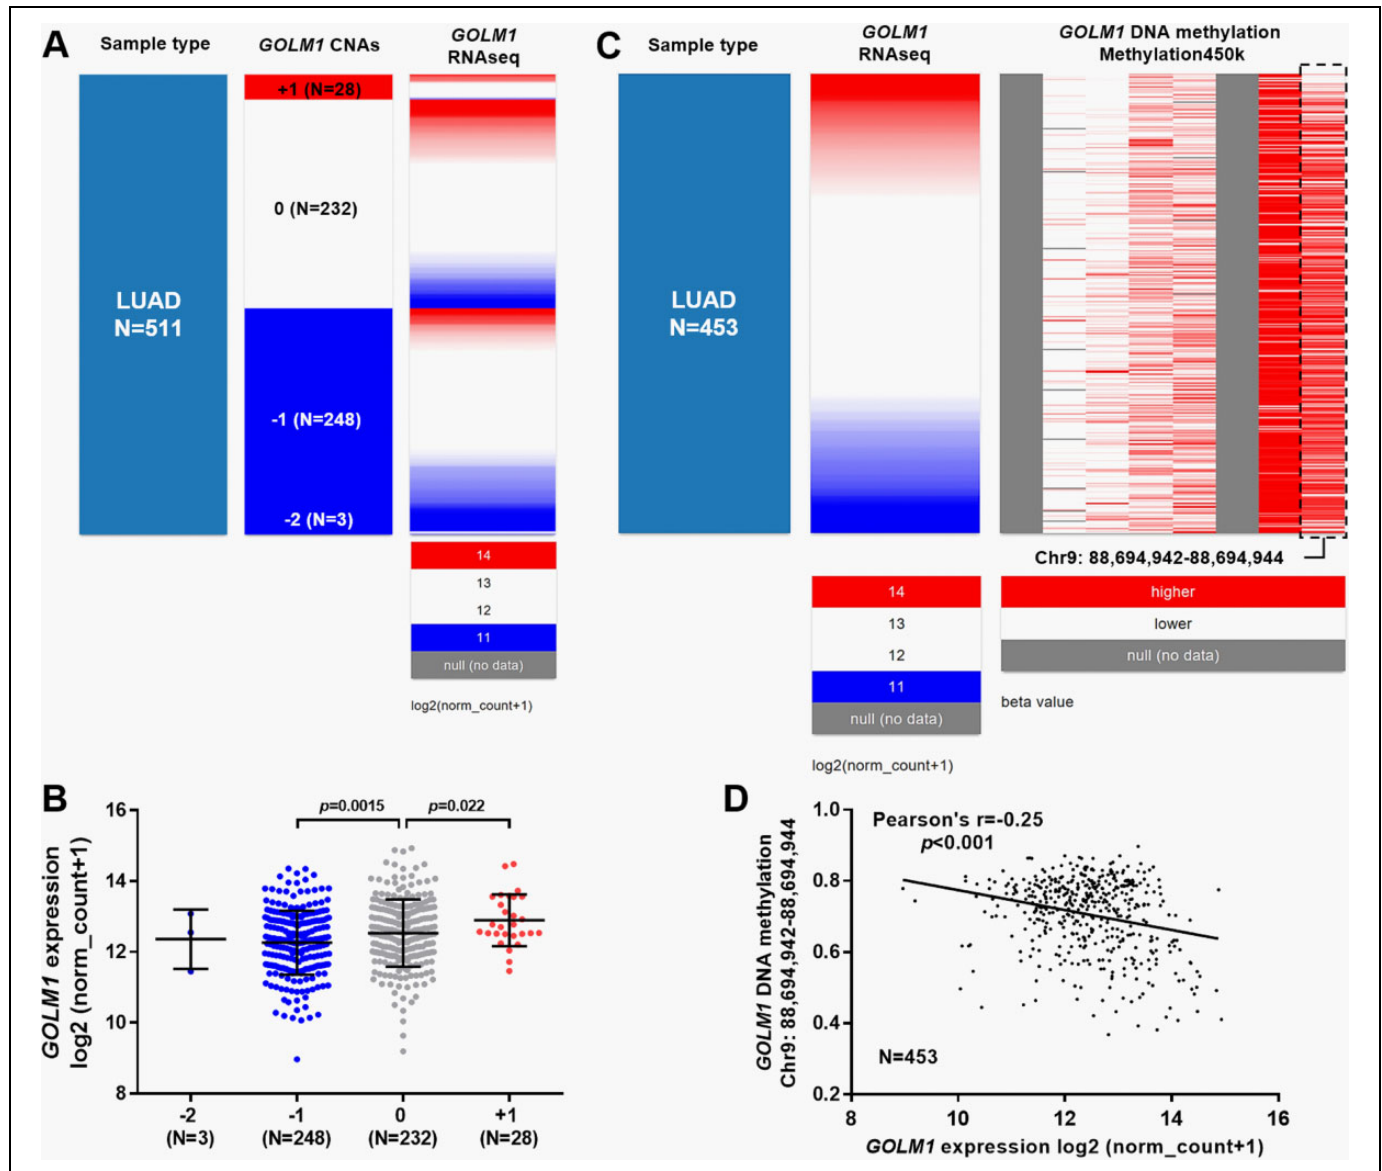 A
Sample type
GOLM1 CNAs
GOLM1
RNAseq
+1 (N=28)
0 (N=232)
LUAD
N=511
-1 (N=248)
-2 (N=3)
14
13
12
11
null (no data)
log2(norm_count+1)
C
Sample type
GOLM1
RNAseq
GOLM1 DNA methylation
Methylation450k
LUAD
N=453
Chr9: 88,694,942-88,694,944
14
13
12
11
null (no data)
log2(norm_count+1)
higher
lower
null (no data)
beta value
B
GOLM1 expression
log2 (norm_count+1)
16
14
12
10
8
p=0.0015
p=0.022
-2
(N=3)
-1
(N=248)
0
(N=232)
+1
(N=28)
D
GOLM1 DNA methylation
Chr9: 88,694,942-88,694,944
1.0
0.8
0.6
0.4
0.2
Pearson's r=-0.25
p<0.001
N=453
8
10
12
14
16
GOLM1 expression log2 (norm_count+1)